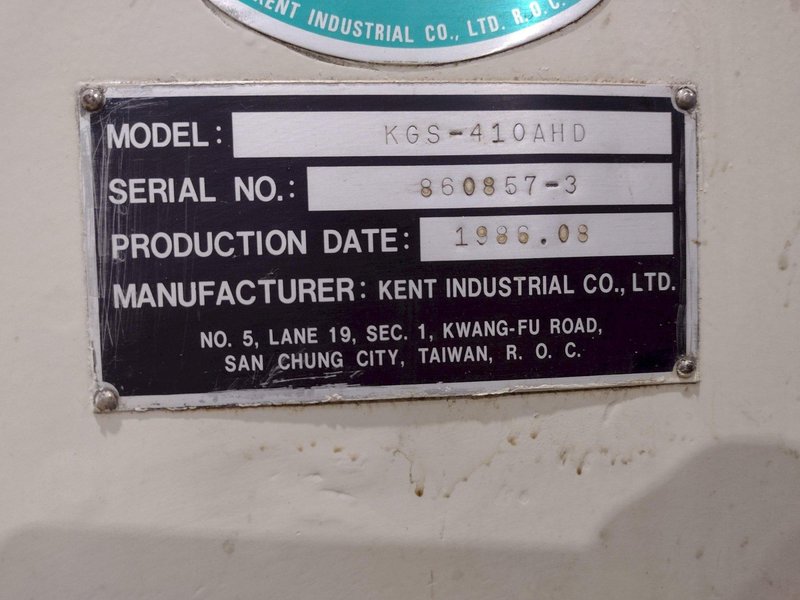 KENT INDUSTRIAL CO., LTD. R.O.C.
MODEL: KGS-410AHD
SERIAL NO.: 860857-3
PRODUCTION DATE: 1986.08
MANUFACTURER: KENT INDUSTRIAL CO., LTD.
NO. 5, LANE 19, SEC. 1, KWANG-FU ROAD,
SAN CHUNG CITY, TAIWAN, R. O. C.